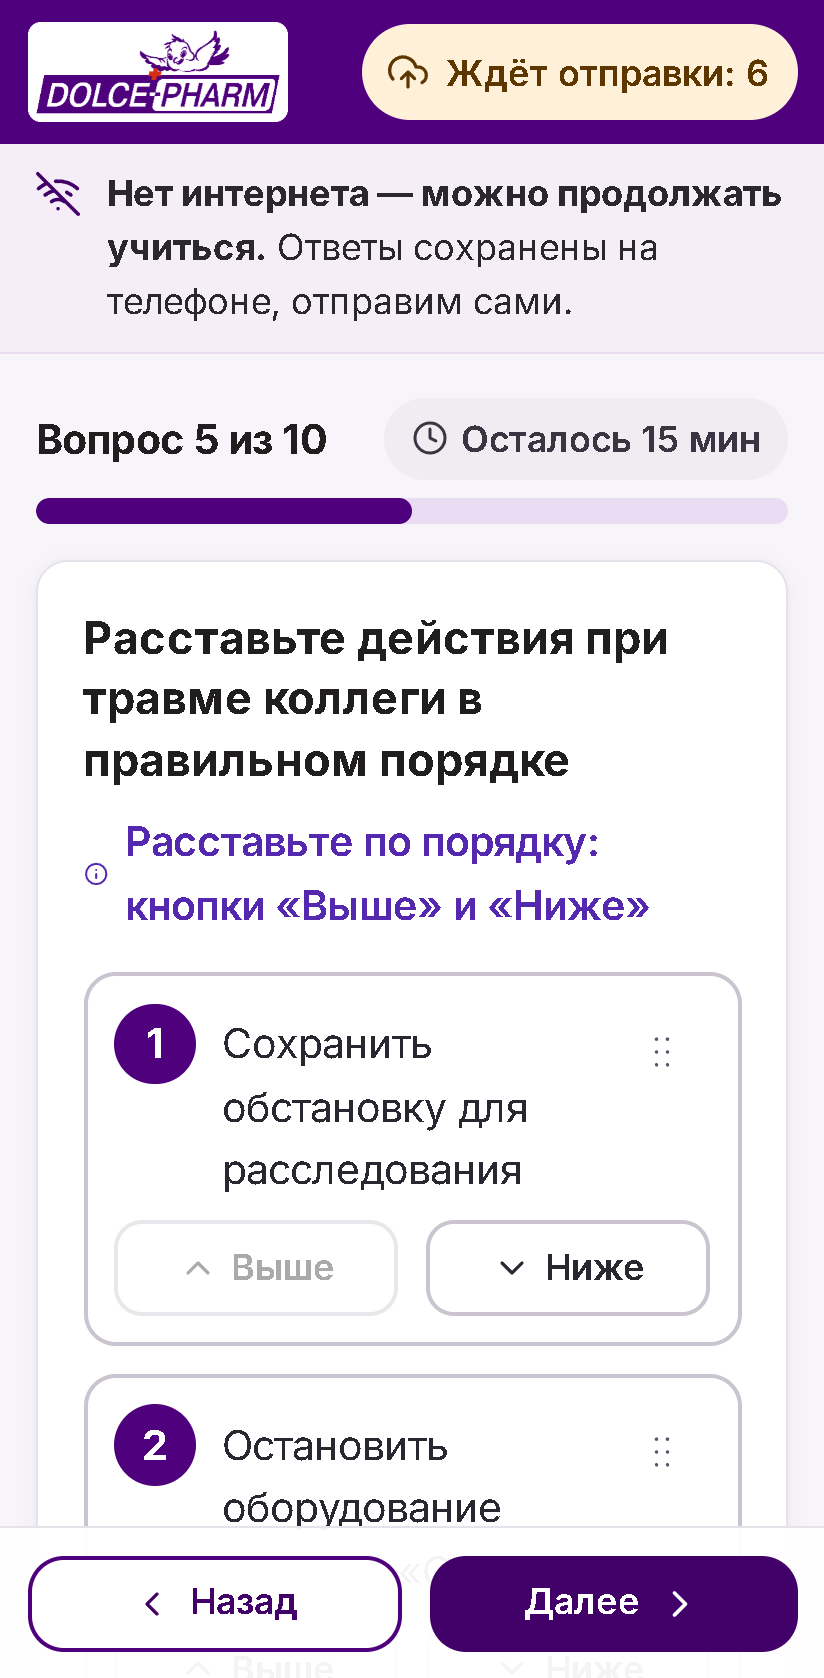 DOLCE-PHARM
Ждёт отправки: 6
Нет интернета — можно продолжать
учиться. Ответы сохранены на
телефоне, отправим сами.
Вопрос 5 из 10
Осталось 15 мин
Расставьте действия при
травме коллеги в
правильном порядке
Расставьте по порядку:
кнопки «Выше» и «Ниже»
1
Сохранить
обстановку для
расследования
Выше
Ниже
2
Остановить
оборудование
Назад
Далее
Выше
Ниже